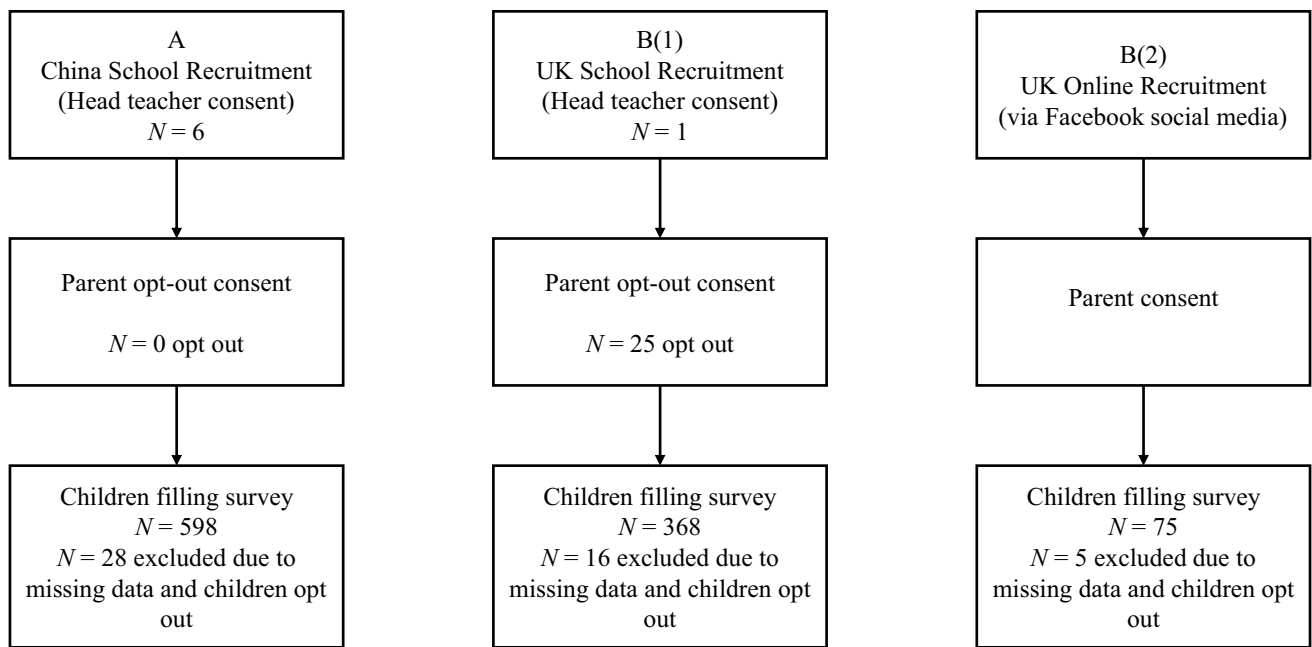 A
China School Recruitment
(Head teacher consent)
N = 6
Parent opt-out consent
N = 0 opt out
Children filling survey
N = 598
N = 28 excluded due to
missing data and children opt
out
B(1)
UK School Recruitment
(Head teacher consent)
N = 1
Parent opt-out consent
N = 25 opt out
Children filling survey
N = 368
N = 16 excluded due to
missing data and children opt
out
B(2)
UK Online Recruitment
(via Facebook social media)
Parent consent
Children filling survey
N = 75
N = 5 excluded due to
missing data and children opt
out